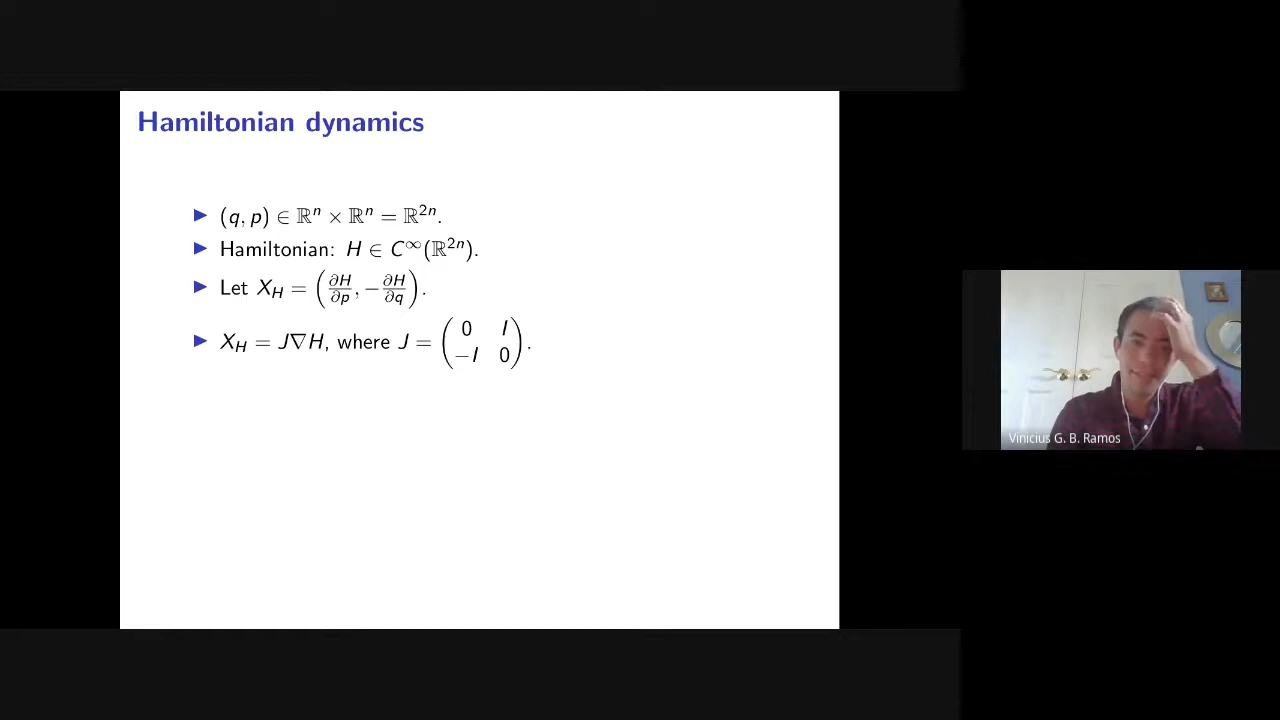 Hamiltonian dynamics
▶ (q, p) ∈ ℝⁿ × ℝⁿ = ℝ²ⁿ.
▶ Hamiltonian: H ∈ C^∞(ℝ²ⁿ).
▶ Let X_H = (∂H/∂p, −∂H/∂q).
▶ X_H = J∇H, where J = (0 I; −I 0).
Vinicius G. B. Ramos